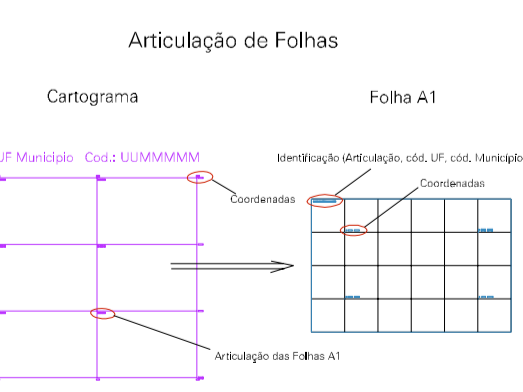 Articulação de Folhas
Cartograma
Folha A1
UF Municipio Cod.: UUMMMMM
Identificação (Articulação, cód. UF, cód. Município
Coordenadas
Coordenadas
Articulação das Folhas A1